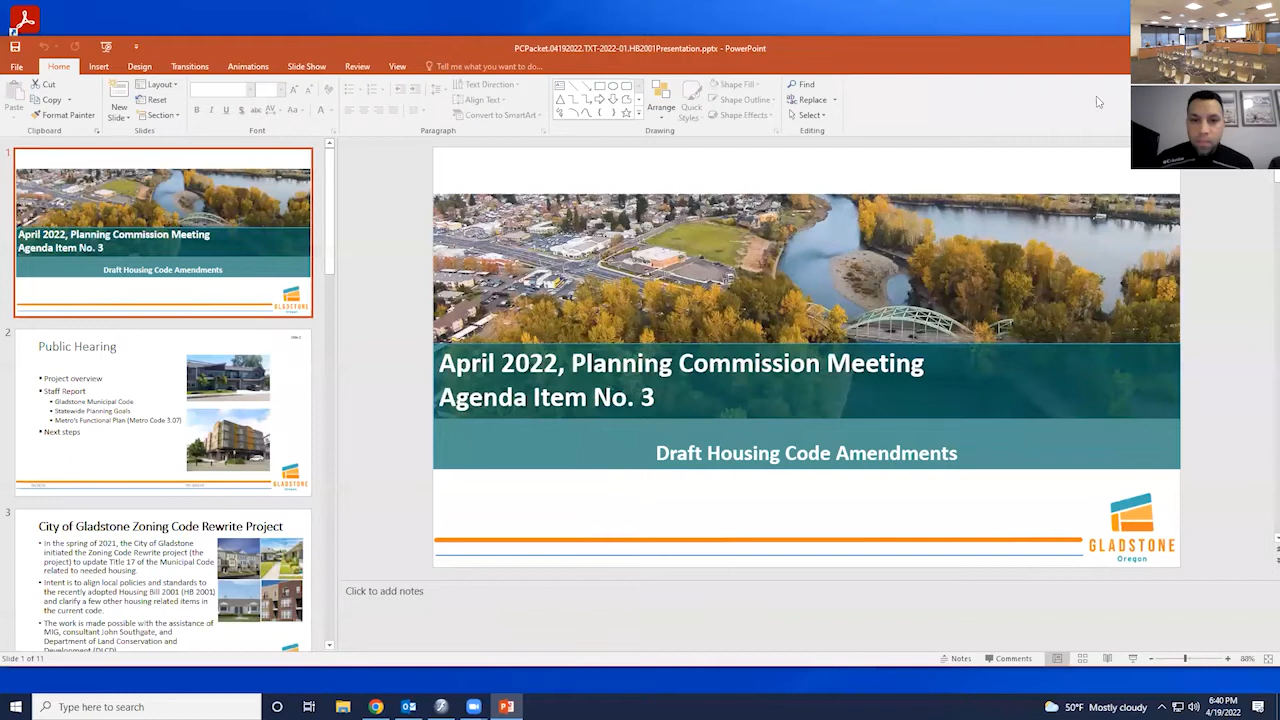 PCPacket.04192022.TXT-2022-01.HB2001Presentation.pptx - PowerPoint
File
Home
Insert
Design
Transitions
Animations
Slide Show
Review
View
Tell me what you want to do...
Paste
Cut
Copy
Format Painter
Clipboard
New
Slide
Layout
Reset
Section
Slides
Font
Text Direction
Align Text
Convert to SmartArt
Paragraph
Arrange
Quick
Styles
Shape Fill
Shape Outline
Shape Effects
Drawing
Find
Replace
Select
Editing
1
April 2022, Planning Commission Meeting
Agenda Item No. 3
Draft Housing Code Amendments
GLADSTONE
Oregon
2
Public Hearing
▪ Project overview
▪ Staff Report
▪ Gladstone Municipal Code
▪ Statewide Planning Goals
▪ Metro's Functional Plan (Metro Code 3.07)
▪ Next steps
GLADSTONE
3
City of Gladstone Zoning Code Rewrite Project
▪ In the spring of 2021, the City of Gladstone
initiated the Zoning Code Rewrite project (the
project) to update Title 17 of the Municipal Code
related to needed housing.
▪ Intent is to align local policies and standards to
the recently adopted Housing Bill 2001 (HB 2001)
and clarify a few other housing related items in
the current code.
▪ The work is made possible with the assistance of
MIG, consultant John Southgate, and
Department of Land Conservation and
Development (DLCD)
April 2022, Planning Commission Meeting
Agenda Item No. 3
Draft Housing Code Amendments
GLADSTONE
Oregon
Click to add notes
Slide 1 of 11
Notes
Comments
88%
Type here to search
50°F Mostly cloudy
6:40 PM
4/19/2022